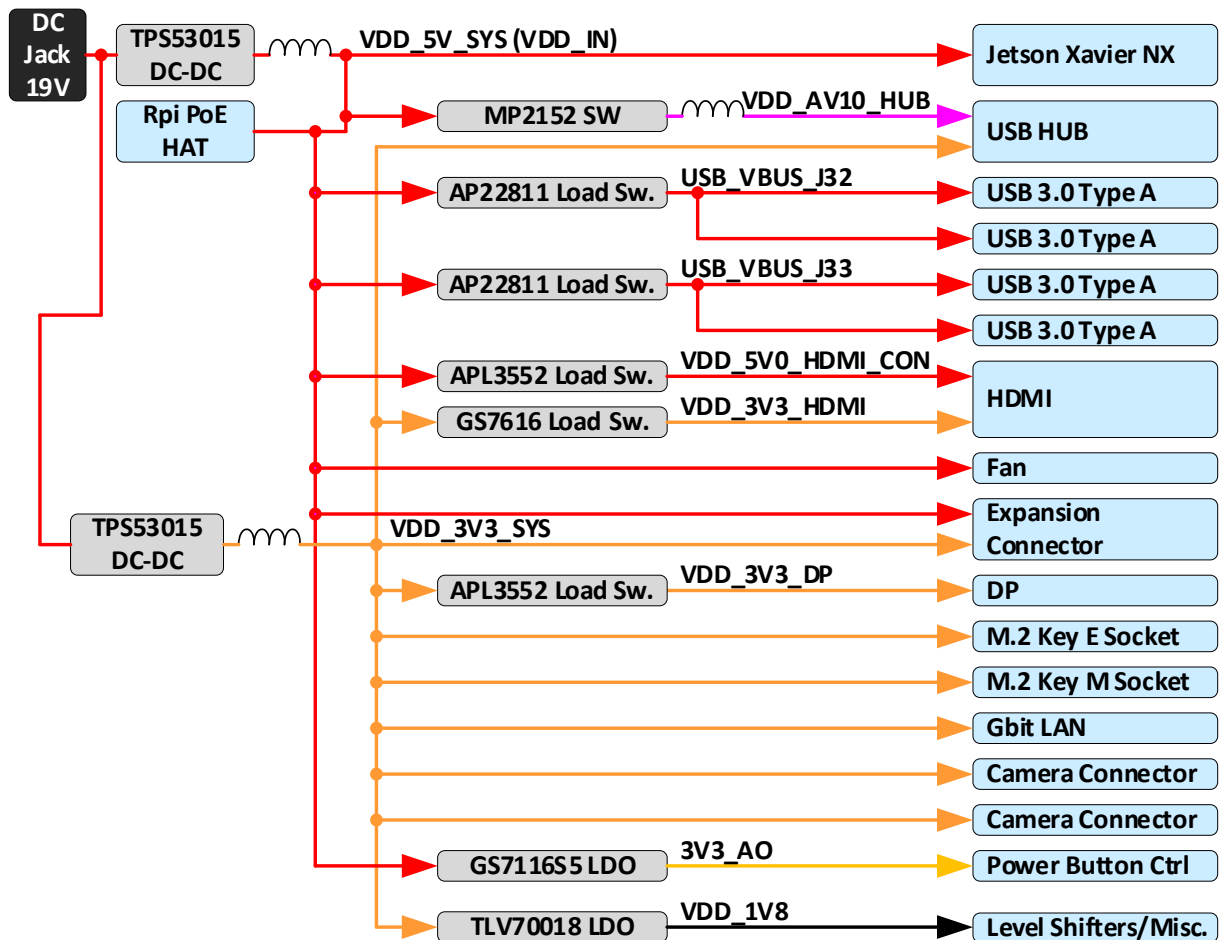 DC
Jack
19V
TPS53015
DC-DC
VDD_5V_SYS (VDD_IN)
Jetson Xavier NX
Rpi PoE
HAT
MP2152 SW
VDD_AV10_HUB
USB HUB
AP22811 Load Sw.
USB_VBUS_J32
USB 3.0 Type A
USB 3.0 Type A
AP22811 Load Sw.
USB_VBUS_J33
USB 3.0 Type A
USB 3.0 Type A
APL3552 Load Sw.
VDD_5V0_HDMI_CON
HDMI
GS7616 Load Sw.
VDD_3V3_HDMI
Fan
TPS53015
DC-DC
VDD_3V3_SYS
Expansion
Connector
APL3552 Load Sw.
VDD_3V3_DP
DP
M.2 Key E Socket
M.2 Key M Socket
Gbit LAN
Camera Connector
Camera Connector
GS7116S5 LDO
3V3_AO
Power Button Ctrl
TLV70018 LDO
VDD_1V8
Level Shifters/Misc.